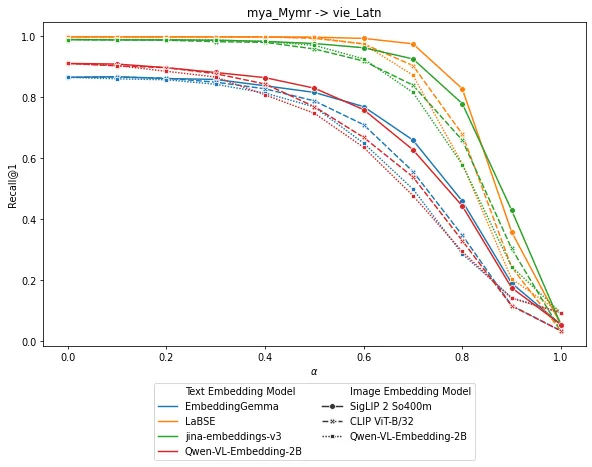 mya_Mymr -> vie_Latn
Recall@1
1.0
0.8
0.6
0.4
0.2
0.0
0.0 0.2 0.4 0.6 0.8 1.0
α
Text Embedding Model
EmbeddingGemma
LaBSE
jina-embeddings-v3
Qwen-VL-Embedding-2B
Image Embedding Model
SigLIP 2 So400m
CLIP ViT-B/32
Qwen-VL-Embedding-2B